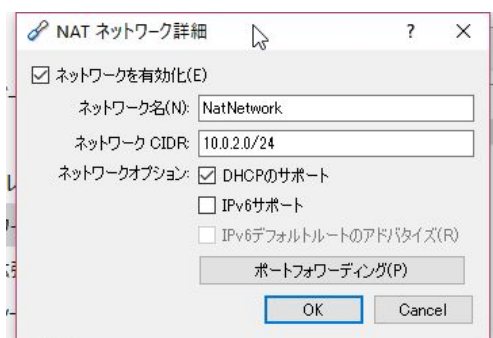 NAT ネットワーク詳細
ネットワークを有効化(E)
ネットワーク名(N): NatNetwork
ネットワーク CIDR: 10.0.2.0/24
ネットワークオプション: DHCPのサポート
IPv6サポート
IPv6デフォルトルートのアドバタイズ(R)
ポートフォワーディング(P)
OK Cancel